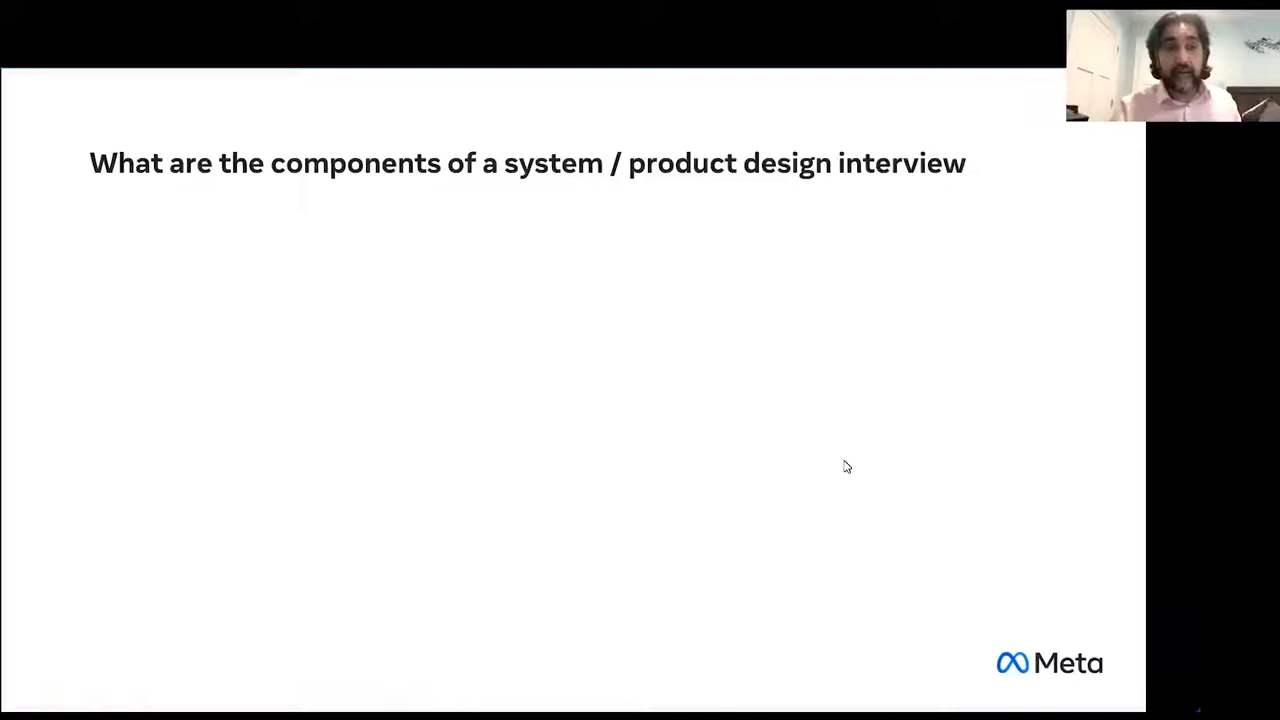 What are the components of a system / product design interview
Meta